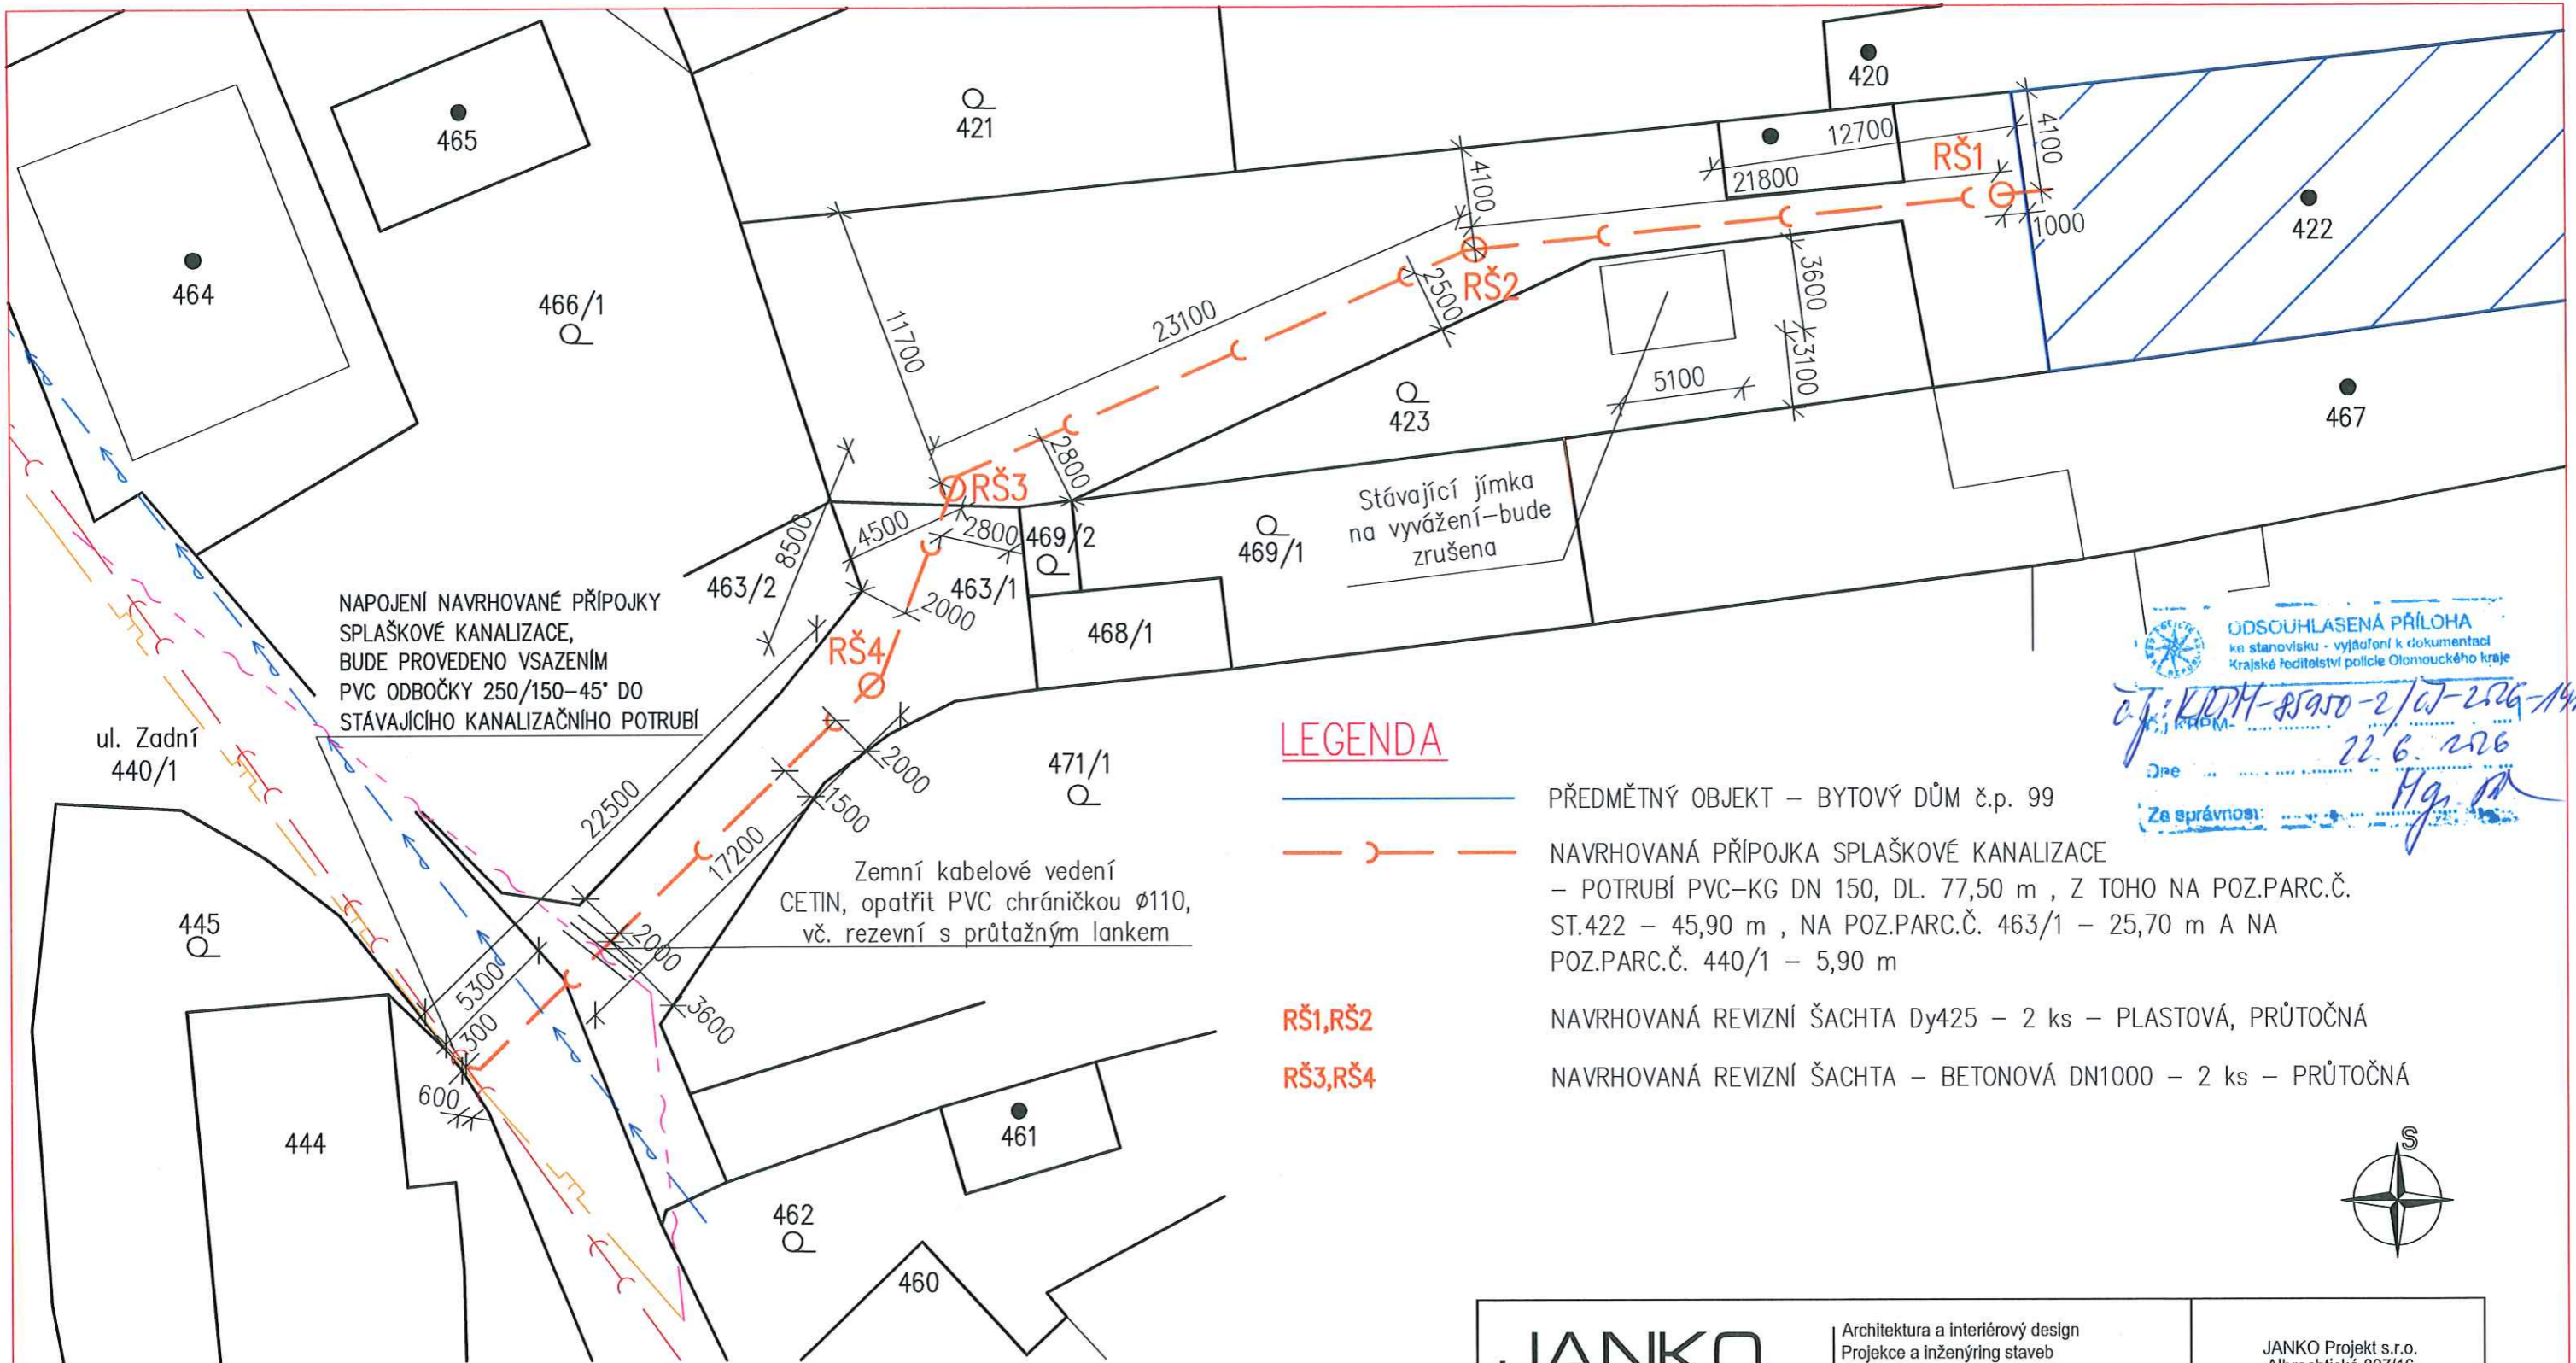 420
465
421
12700
4100
RŠ1
21800
4100
1000
422
464
466/1
RŠ2
2500
3600
23100
11700
3100
5100
423
467
2800
RŠ3
Stávající jímka
na vyvážení–bude
zrušena
4500
8500
2800
469/2
469/1
463/2
463/1
2000
468/1
RŠ4
NAPOJENÍ NAVRHOVANÉ PŘÍPOJKY
SPLAŠKOVÉ KANALIZACE,
BUDE PROVEDENO VSAZENÍM
PVC ODBOČKY 250/150–45° DO
STÁVAJÍCÍHO KANALIZAČNÍHO POTRUBÍ
ODSOUHLASENÁ PŘÍLOHA
ke stanovisku - vyjádření k dokumentaci
Krajské ředitelství policie Olomouckého kraje
KRPM-
22. 6.
Dne
Za správnost:
ul. Zadní
440/1
2000
471/1
1500
22500
17200
Zemní kabelové vedení
CETIN, opatřit PVC chráničkou ø110,
vč. rezevní s průtažným lankem
445
200
5300
300
3600
600
444
461
462
460
LEGENDA
PŘEDMĚTNÝ OBJEKT – BYTOVÝ DŮM č.p. 99
NAVRHOVANÁ PŘÍPOJKA SPLAŠKOVÉ KANALIZACE
– POTRUBÍ PVC–KG DN 150, DL. 77,50 m , Z TOHO NA POZ.PARC.Č.
ST.422 – 45,90 m , NA POZ.PARC.Č. 463/1 – 25,70 m A NA
POZ.PARC.Č. 440/1 – 5,90 m
RŠ1,RŠ2 NAVRHOVANÁ REVIZNÍ ŠACHTA Dy425 – 2 ks – PLASTOVÁ, PRŮTOČNÁ
RŠ3,RŠ4 NAVRHOVANÁ REVIZNÍ ŠACHTA – BETONOVÁ DN1000 – 2 ks – PRŮTOČNÁ
S
JANKO
Architektura a interiérový design
Projekce a inženýring staveb
JANKO Projekt s.r.o.